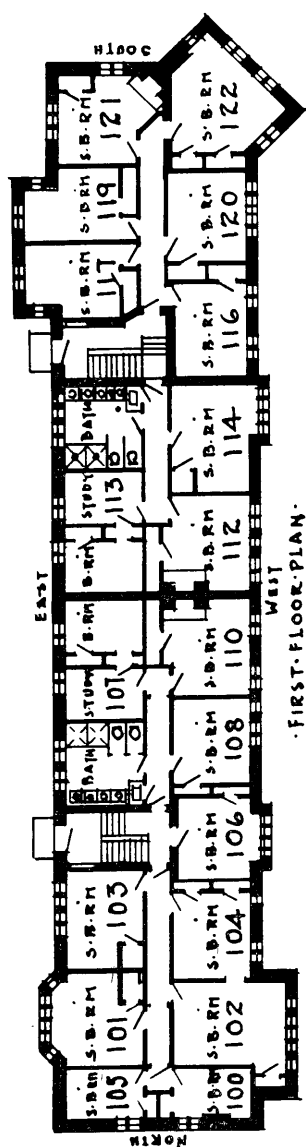 SOUTH
S.B.RM
121
S.B.RM
119
S.B.RM
117
S.B.RM
122
S.B.RM
120
S.B.RM
116
BATH
STUDY
113
B.RM
S.B.RM
114
S.B.RM
112
EAST
WEST
B.RM
STUDY
107
BATH
S.B.RM
110
S.B.RM
108
S.B.RM
106
S.B.RM
103
S.B.RM
101
S.B.RM
105
S.B.RM
104
S.B.RM
102
S.B.RM
100
NORTH
·FIRST·FLOOR·PLAN·